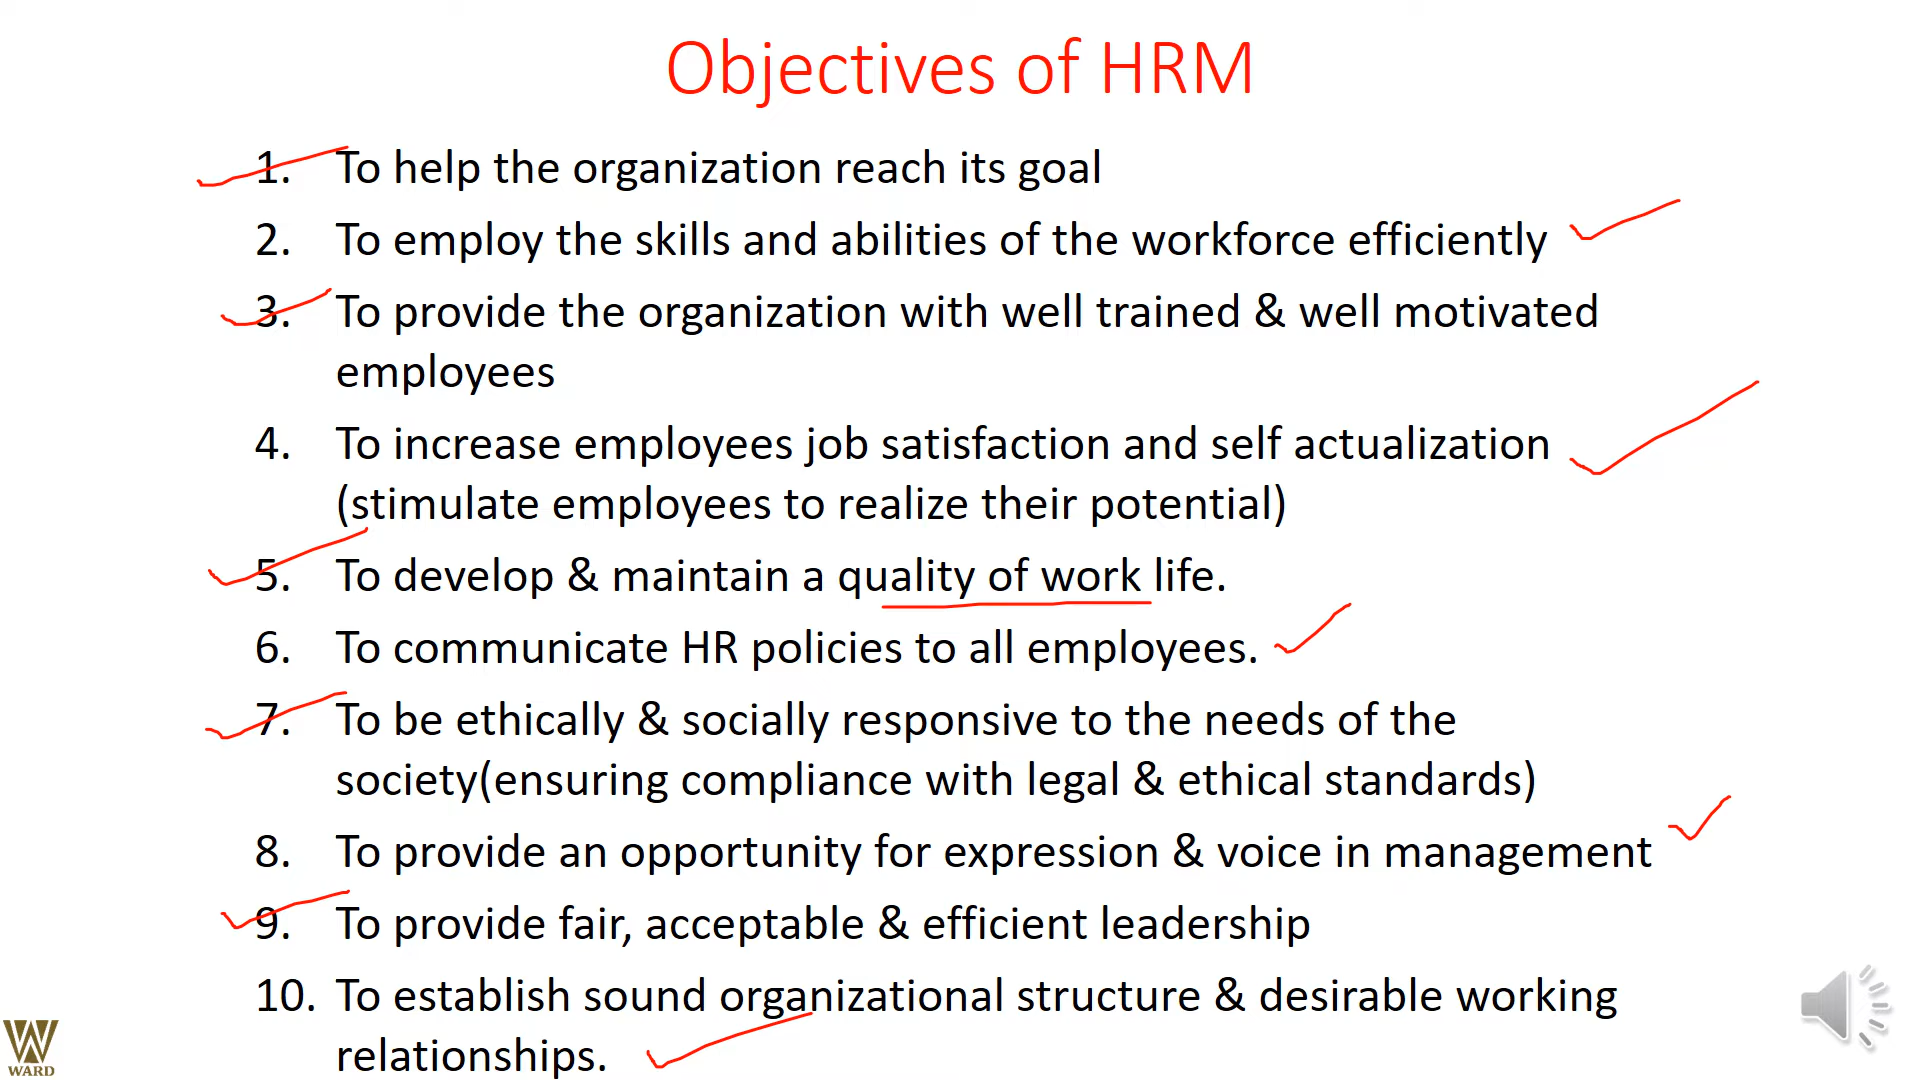 Objectives of HRM
1. To help the organization reach its goal
2. To employ the skills and abilities of the workforce efficiently
3. To provide the organization with well trained & well motivated
employees
4. To increase employees job satisfaction and self actualization
(stimulate employees to realize their potential)
5. To develop & maintain a quality of work life.
6. To communicate HR policies to all employees.
7. To be ethically & socially responsive to the needs of the
society(ensuring compliance with legal & ethical standards)
8. To provide an opportunity for expression & voice in management
9. To provide fair, acceptable & efficient leadership
10. To establish sound organizational structure & desirable working
relationships.
WARD